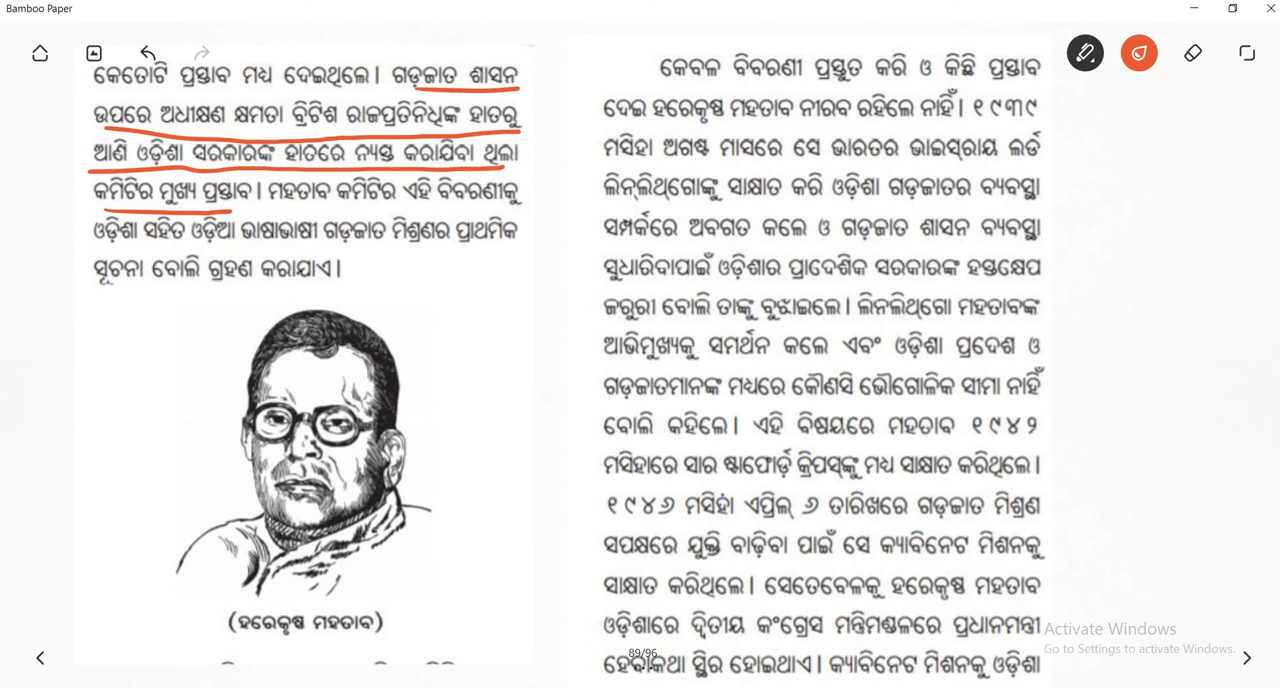 Bamboo Paper
କେତୋଟି ପ୍ରସ୍ତାବ ମଧ୍ୟ ଦେଇଥିଲେ। ଗଡ଼ଜାତ ଶାସନ
ଉପରେ ଅଧୀକ୍ଷଣ କ୍ଷମତା ବ୍ରିଟିଶ ରାଜପ୍ରତିନିଧିଙ୍କ ହାତରୁ
ଆଣି ଓଡ଼ିଶା ସରକାରଙ୍କ ହାତରେ ନ୍ୟସ୍ତ କରାଯିବା ଥିଲା
କମିଟିର ମୁଖ୍ୟ ପ୍ରସ୍ତାବ। ମହତାବ କମିଟିର ଏହି ବିବରଣୀକୁ
ଓଡ଼ିଶା ସହିତ ଓଡ଼ିଆ ଭାଷାଭାଷୀ ଗଡ଼ଜାତ ମିଶ୍ରଣର ପ୍ରାଥମିକ
ସୂଚନା ବୋଲି ଗ୍ରହଣ କରାଯାଏ।
(ହରେକୃଷ୍ଣ ମହତାବ)
କେବଳ ବିବରଣୀ ପ୍ରସ୍ତୁତ କରି ଓ କିଛି ପ୍ରସ୍ତାବ
ଦେଇ ହରେକୃଷ୍ଣ ମହତାବ ନୀରବ ରହିଲେ ନାହିଁ। ୧୯୩୯
ମସିହା ଅଗଷ୍ଟ ମାସରେ ସେ ଭାରତର ଭାଇସ୍‌ରାୟ ଲର୍ଡ
ଲିନ୍‌ଲିଥ୍‌ଗୋଙ୍କୁ ସାକ୍ଷାତ କରି ଓଡ଼ିଶା ଗଡ଼ଜାତର ବ୍ୟବସ୍ଥା
ସମ୍ପର୍କରେ ଅବଗତ କଲେ ଓ ଗଡ଼ଜାତ ଶାସନ ବ୍ୟବସ୍ଥା
ସୁଧାରିବାପାଇଁ ଓଡ଼ିଶାର ପ୍ରାଦେଶିକ ସରକାରଙ୍କ ହସ୍ତକ୍ଷେପ
ଜରୁରୀ ବୋଲି ତାଙ୍କୁ ବୁଝାଇଲେ। ଲିନଲିଥ୍‌ଗୋ ମହତାବଙ୍କ
ଆଭିମୁଖ୍ୟକୁ ସମର୍ଥନ କଲେ ଏବଂ ଓଡ଼ିଶା ପ୍ରଦେଶ ଓ
ଗଡ଼ଜାତମାନଙ୍କ ମଧ୍ୟରେ କୌଣସି ଭୌଗୋଳିକ ସୀମା ନାହିଁ
ବୋଲି କହିଲେ। ଏହି ବିଷୟରେ ମହତାବ ୧୯୪୨
ମସିହାରେ ସାର ଷ୍ଟାଫୋର୍ଡ଼ କ୍ରିପସ୍‌ଙ୍କୁ ମଧ୍ୟ ସାକ୍ଷାତ କରିଥିଲେ।
୧୯୪୬ ମସିହା ଏପ୍ରିଲ୍ ୬ ତାରିଖରେ ଗଡ଼ଜାତ ମିଶ୍ରଣ
ସପକ୍ଷରେ ଯୁକ୍ତି ବାଢ଼ିବା ପାଇଁ ସେ କ୍ୟାବିନେଟ ମିଶନକୁ
ସାକ୍ଷାତ କରିଥିଲେ। ସେତେବେଳକୁ ହରେକୃଷ୍ଣ ମହତାବ
ଓଡ଼ିଶାରେ ଦ୍ୱିତୀୟ କଂଗ୍ରେସ ମନ୍ତ୍ରିମଣ୍ଡଳରେ ପ୍ରଧାନମନ୍ତ୍ରୀ
ହେବାକଥା ସ୍ଥିର ହୋଇଥାଏ। କ୍ୟାବିନେଟ ମିଶନକୁ ଓଡ଼ିଶା
89/96
Activate Windows
Go to Settings to activate Windows.